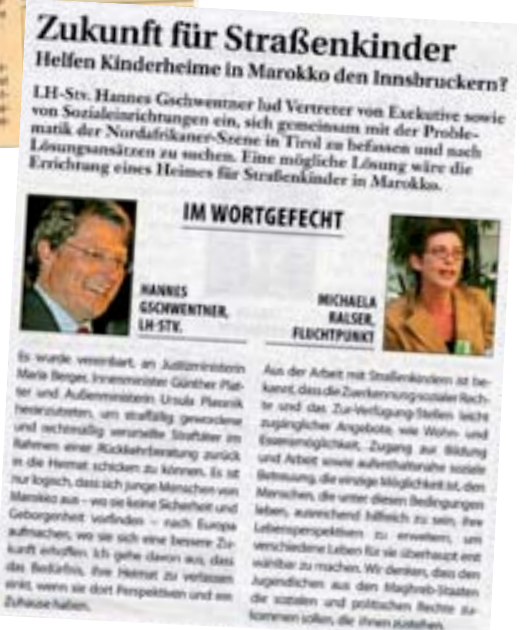 Zukunft für Straßenkinder
Helfen Kinderheime in Marokko den Innsbruckern?
LH-Stv. Hannes Gschwentner lud Vertreter von Exekutive sowie
von Sozialeinrichtungen ein, sich gemeinsam mit der Proble-
matik der Nordafrikaner-Szene in Tirol zu befassen und nach
Lösungsansätzen zu suchen. Eine mögliche Lösung wäre die
Errichtung eines Heimes für Straßenkinder in Marokko.
IM WORTGEFECHT
HANNES
GSCHWENTNER,
LH-STV.
MICHAELA
RALSER,
FLUCHTPUNKT
Es wurde vereinbart, an Justizministerin
Maria Berger, Innenminister Günther Plat-
ter und Außenministerin Ursula Plassnik
heranzutreten, um straffällig gewordene
und rechtmäßig verurteilte Straftäter im
Rahmen einer Rückkehrberatung zurück
in die Heimat schicken zu können. Es ist
nur logisch, dass sich junge Menschen von
Marokko aus – wo sie keine Sicherheit und
Geborgenheit vorfinden – nach Europa
aufmachen, wo sie sich eine bessere Zu-
kunft erhoffen. Ich gehe davon aus, dass
das Bedürfnis, ihre Heimat zu verlassen
sinkt, wenn sie dort Perspektiven und ein
Zuhause haben.
Aus der Arbeit mit Straßenkindern ist be-
kannt, dass die Zuerkennung sozialer Rech-
te und das Zur-Verfügung-Stellen leicht
zugänglicher Angebote, wie Wohn- und
Essensmöglichkeit, Zugang zur Bildung
und Arbeit sowie aufenthaltsnahe soziale
Betreuung, die einzige Möglichkeit ist, den
Menschen, die unter diesen Bedingungen
leben, ausreichend hilfreich zu sein, ihre
Lebensperspektiven zu erweitern, um
verschiedene Leben für sie überhaupt erst
wählbar zu machen. Wir denken, dass den
Jugendlichen aus den Maghreb-Staaten
die sozialen und politischen Rechte zu-
kommen sollen, die ihnen zustehen.